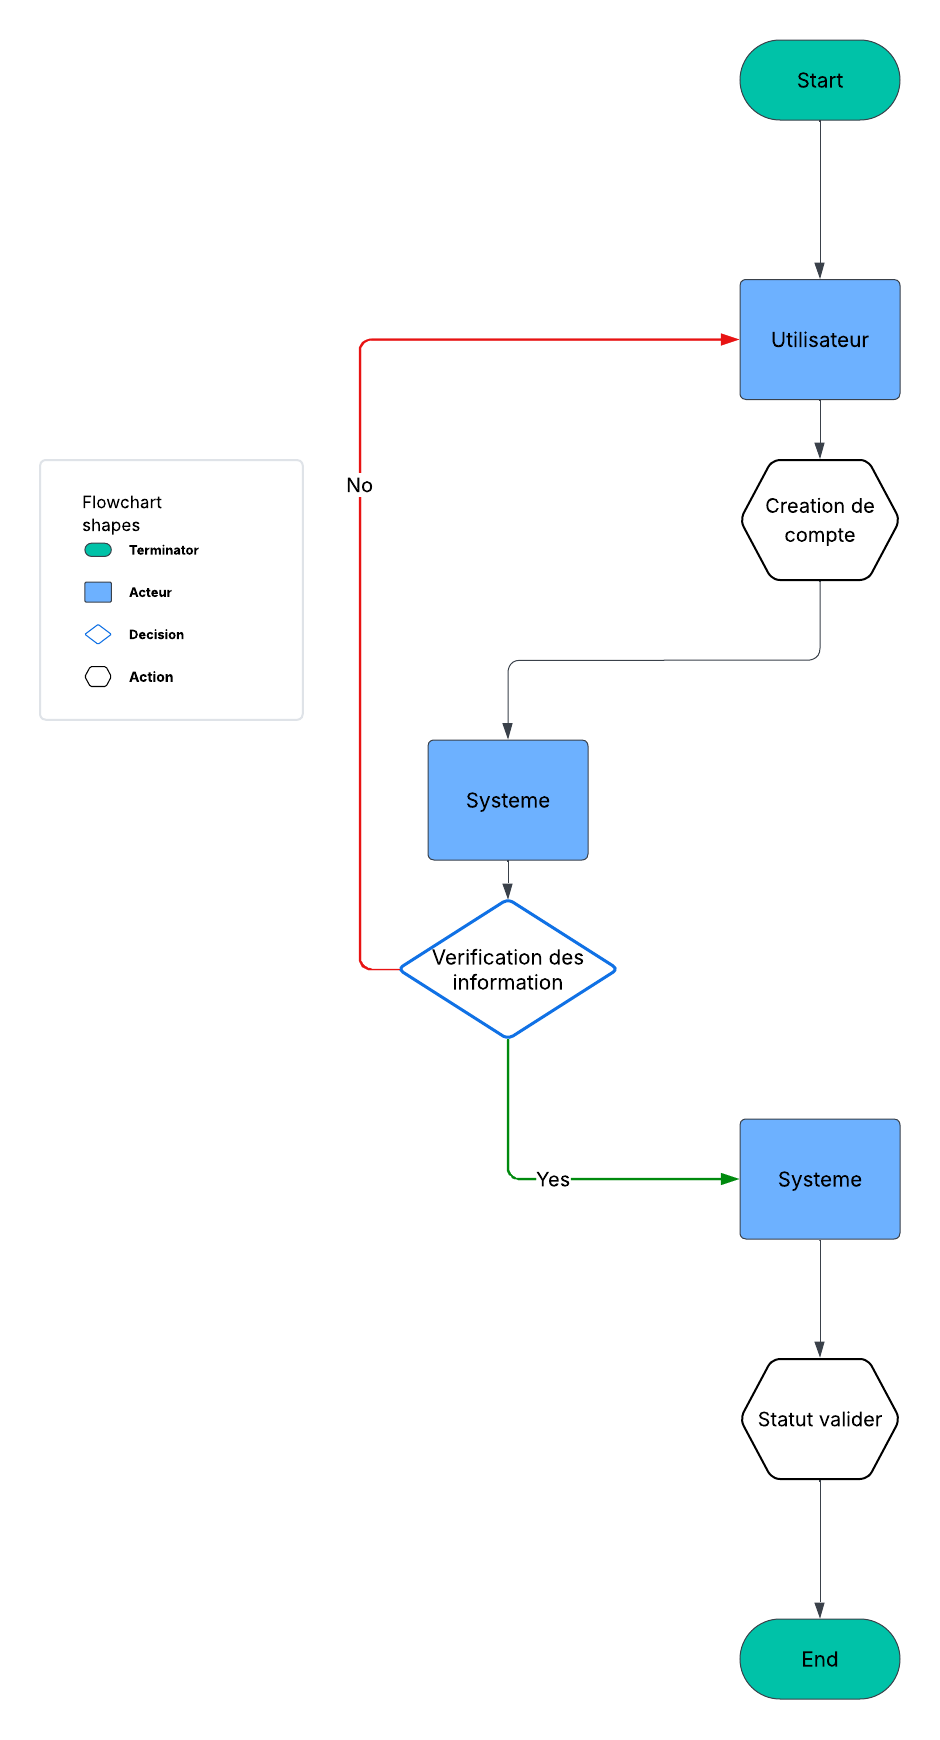 Start
Utilisateur
No
Creation de
compte
Flowchart
shapes
Terminator
Acteur
Decision
Action
Systeme
Verification des
information
Yes
Systeme
Statut valider
End